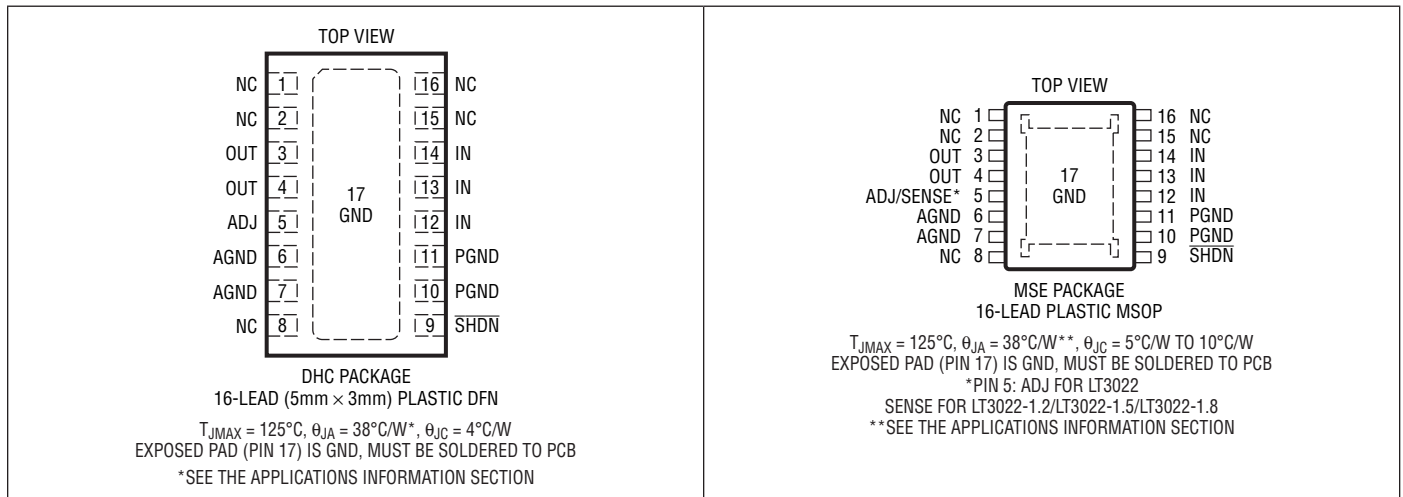 TOP VIEW
NC 1 16 NC
NC 2 15 NC
OUT 3 14 IN
OUT 4 13 IN
17
GND
ADJ 5 12 IN
AGND 6 11 PGND
AGND 7 10 PGND
NC 8 9 SHDN
DHC PACKAGE
16-LEAD (5mm × 3mm) PLASTIC DFN
TJMAX = 125°C, θJA = 38°C/W*, θJC = 4°C/W
EXPOSED PAD (PIN 17) IS GND, MUST BE SOLDERED TO PCB
*SEE THE APPLICATIONS INFORMATION SECTION
TOP VIEW
NC 1 16 NC
NC 2 15 NC
OUT 3 14 IN
OUT 4 17 13 IN
ADJ/SENSE* 5 GND 12 IN
AGND 6 11 PGND
AGND 7 10 PGND
NC 8 9 SHDN
MSE PACKAGE
16-LEAD PLASTIC MSOP
TJMAX = 125°C, θJA = 38°C/W**, θJC = 5°C/W TO 10°C/W
EXPOSED PAD (PIN 17) IS GND, MUST BE SOLDERED TO PCB
*PIN 5: ADJ FOR LT3022
SENSE FOR LT3022-1.2/LT3022-1.5/LT3022-1.8
**SEE THE APPLICATIONS INFORMATION SECTION